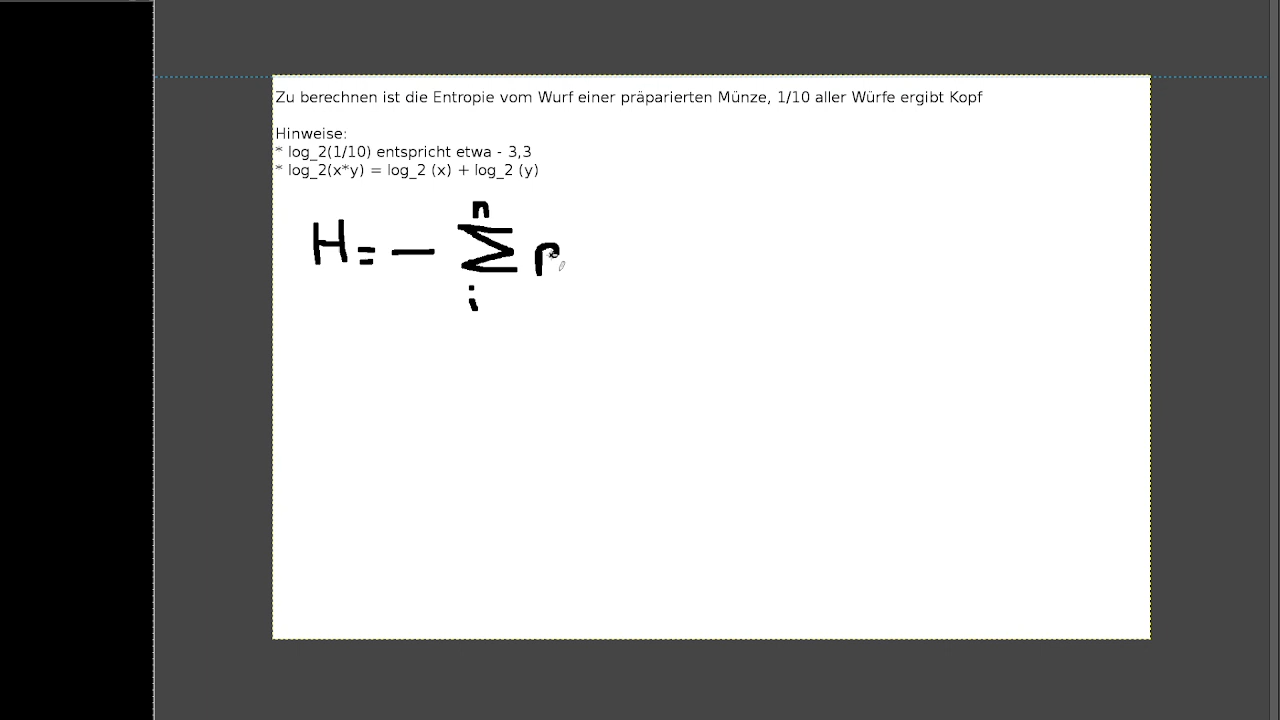 Zu berechnen ist die Entropie vom Wurf einer präparierten Münze, 1/10 aller Würfe ergibt Kopf
Hinweise:
* log_2(1/10) entspricht etwa - 3,3
* log_2(x*y) = log_2 (x) + log_2 (y)
n
H = − Σ p
i